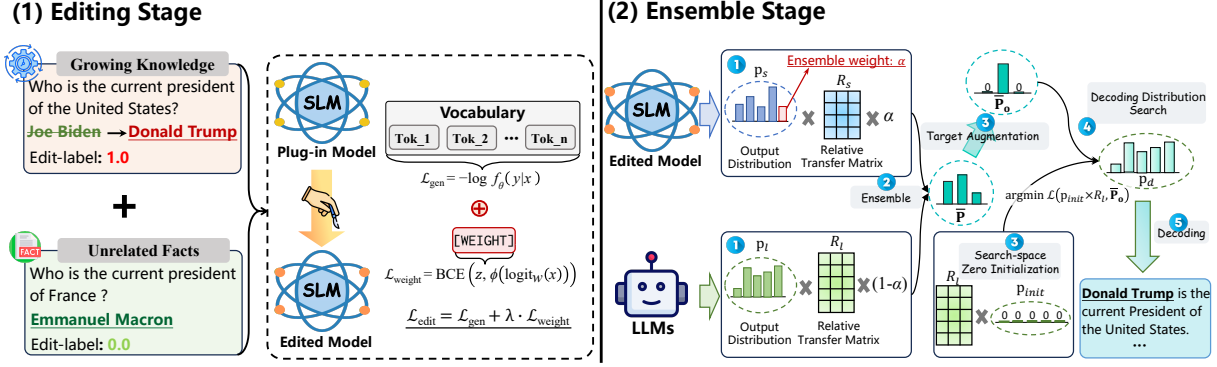 (1) Editing Stage
Growing Knowledge
Who is the current president
of the United States?
Joe Biden → Donald Trump
Edit-label: 1.0
+
Unrelated Facts
FACT
Who is the current president
of France ?
Emmanuel Macron
Edit-label: 0.0
SLM
Plug-in Model
SLM
Edited Model
Vocabulary
Tok_1 Tok_2 ••• Tok_n
ℒgen = −log fθ(y|x)
⊕
[WEIGHT]
ℒweight = BCE(z, ϕ(logitW(x)))
ℒedit = ℒgen + λ · ℒweight
(2) Ensemble Stage
SLM
Edited Model
1
ps
Ensemble weight: α
Rs
× × α
Output
Distribution
Relative
Transfer Matrix
2
Ensemble
P̅
LLMs
1
pl
Rl
× × (1-α)
Output
Distribution
Relative
Transfer Matrix
3
Target Augmentation
0 0
P̅o
4
Decoding Distribution
Search
pd
argmin ℒ(pinit×Rl, P̅o)
3
Search-space
Zero Initialization
Rl
×
pinit
0 0 0 0 0
5
Decoding
Donald Trump is the
current President of
the United States.
...